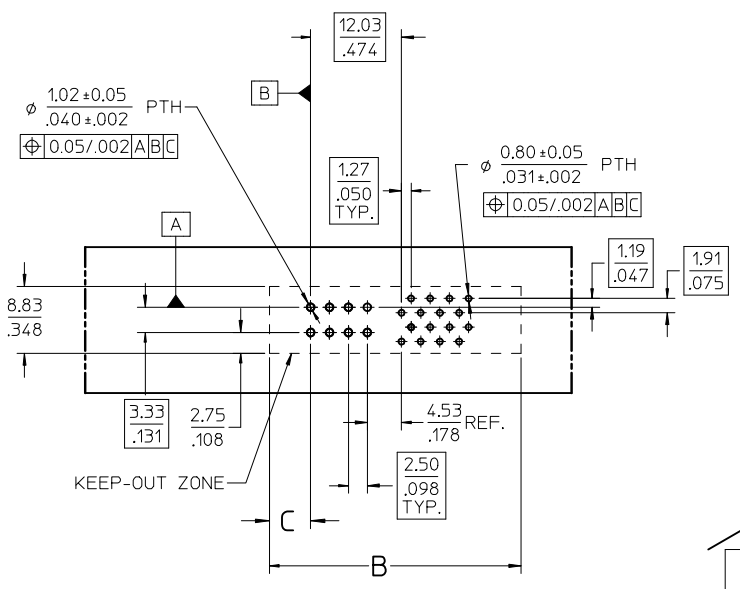 12.03
.474
B
1.02±0.05
⌀ PTH
.040±.002
⌖ 0.05/.002 A B C
1.27
.050
TYP.
0.80±0.05
⌀ PTH
.031±.002
⌖ 0.05/.002 A B C
A
1.19
.047
1.91
.075
8.83
.348
3.33
.131
2.75
.108
4.53
.178
REF.
2.50
.098
TYP.
KEEP-OUT ZONE
C
B